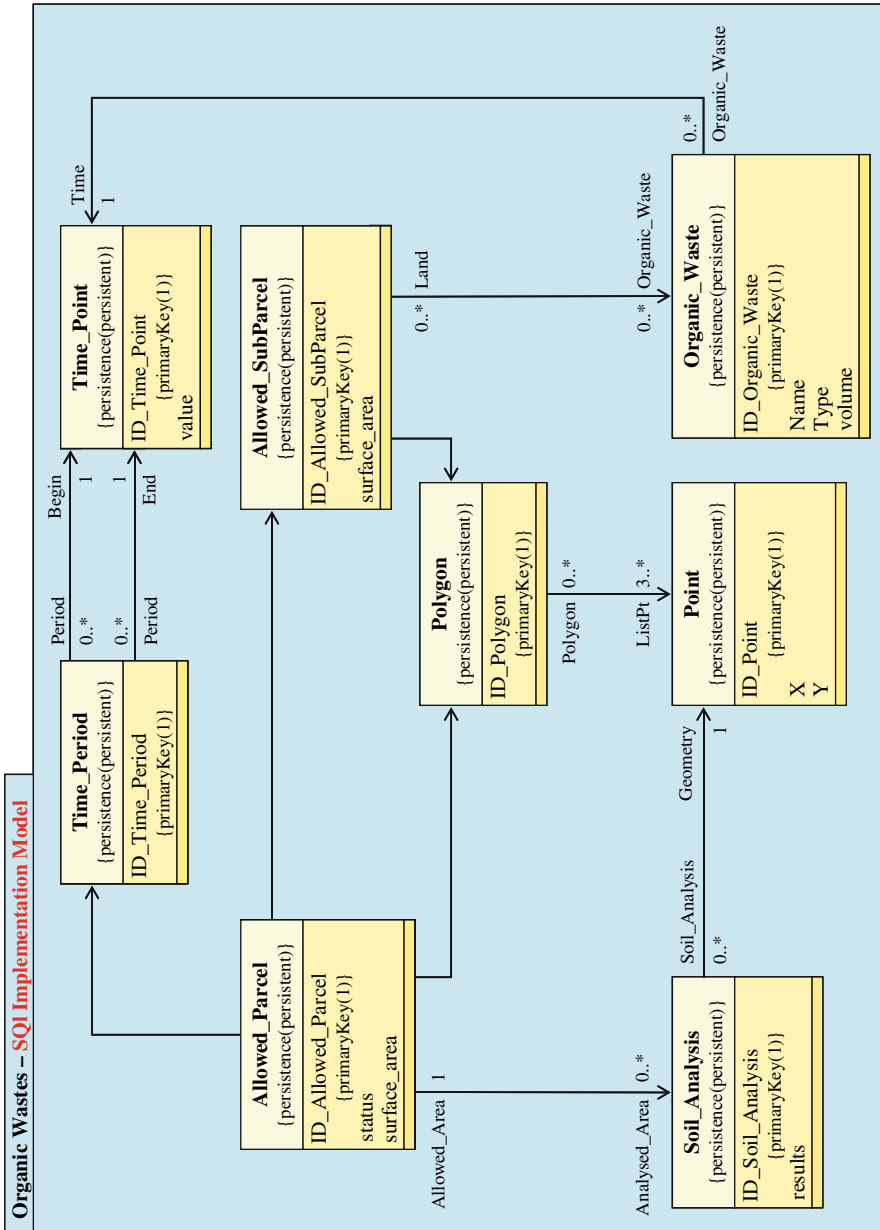 Organic Wastes – SQl Implementation Model
Time_Period
{persistence(persistent)}
ID_Time_Period
{primaryKey(1)}
Period
0..*
Begin
1
0..*
Period
1
End
Time_Point
{persistence(persistent)}
ID_Time_Point
{primaryKey(1)}
value
Time
1
Allowed_Parcel
{persistence(persistent)}
ID_Allowed_Parcel
{primaryKey(1)}
status
surface_area
Allowed_SubParcel
{persistence(persistent)}
ID_Allowed_SubParcel
{primaryKey(1)}
surface_area
Polygon
{persistence(persistent)}
ID_Polygon
{primaryKey(1)}
Allowed_Area
1
Analysed_Area
0..*
Polygon
0..*
ListPt
3..*
0..*
Land
0..*
Organic_Waste
Soil_Analysis
{persistence(persistent)}
ID_Soil_Analysis
{primaryKey(1)}
results
Soil_Analysis
0..*
Geometry
1
Point
{persistence(persistent)}
ID_Point
{primaryKey(1)}
X
Y
Organic_Waste
{persistence(persistent)}
ID_Organic_Waste
{primaryKey(1)}
Name
Type
volume
0..*
Organic_Waste